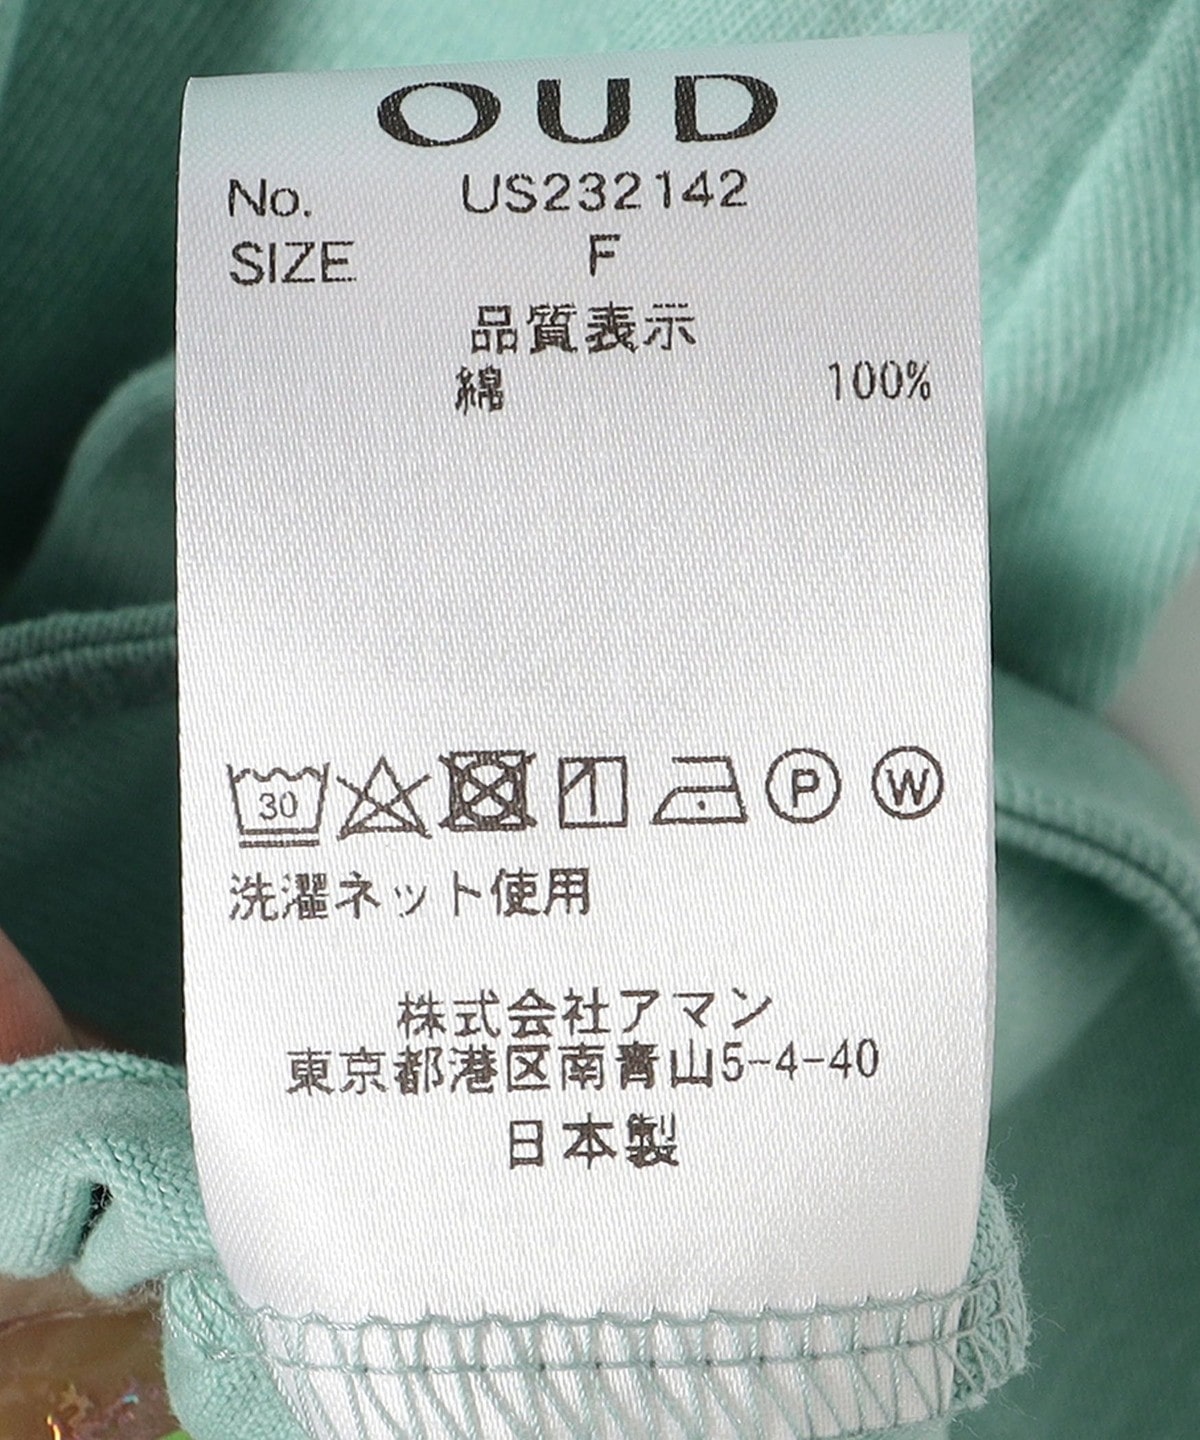 OUD
No. US232142
SIZE F
品質表示
綿 100%
30 P W
洗濯ネット使用
株式会社アマン
東京都港区南青山5-4-40
日本製